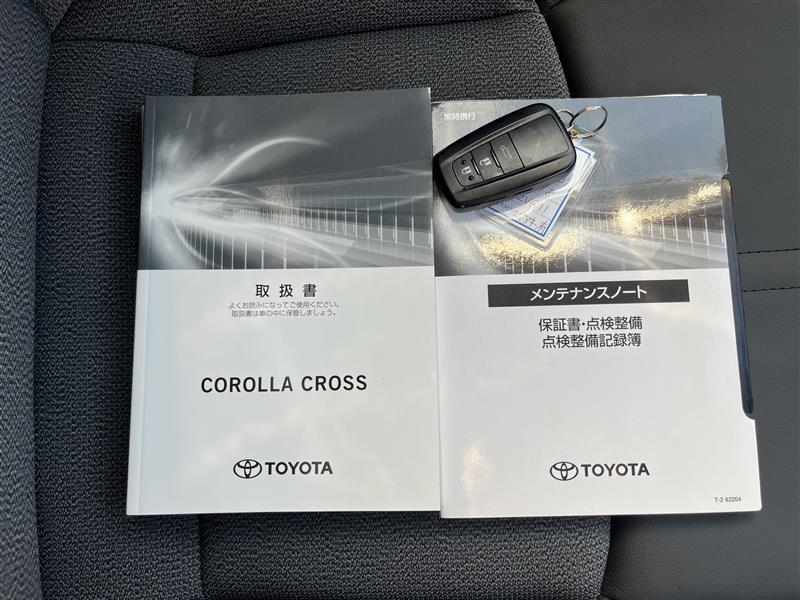 取扱書
よくお読みになってご使用ください。
取扱書は車の中に保管しましょう。
COROLLA CROSS
TOYOTA
常時携行
メンテナンスノート
保証書・点検整備
点検整備記録簿
TOYOTA
T-2 62204